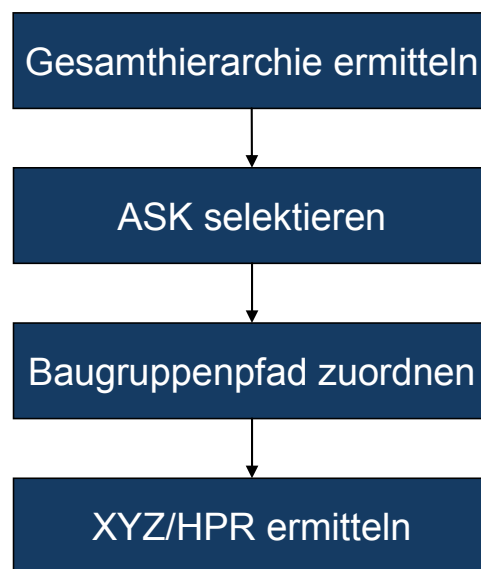 Gesamthierarchie ermitteln
ASK selektieren
Baugruppenpfad zuordnen
XYZ/HPR ermitteln